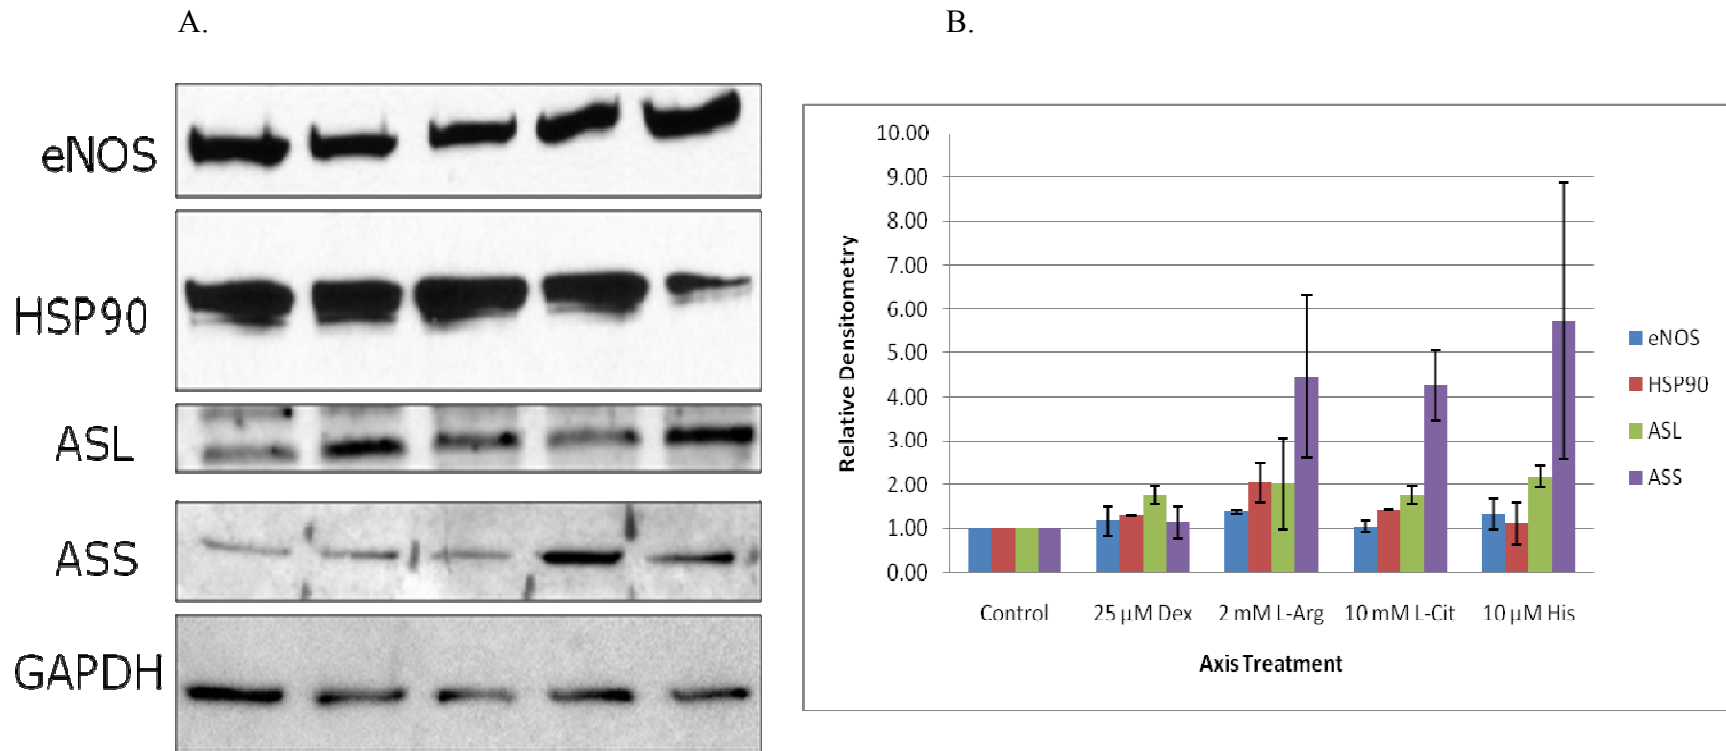 A.
eNOS
HSP90
ASL
ASS
GAPDH
B.
Relative Densitometry
10.00
9.00
8.00
7.00
6.00
5.00
4.00
3.00
2.00
1.00
0.00
Control 25 µM Dex 2 mM L-Arg 10 mM L-Cit 10 µM His
Axis Treatment
eNOS
HSP90
ASL
ASS